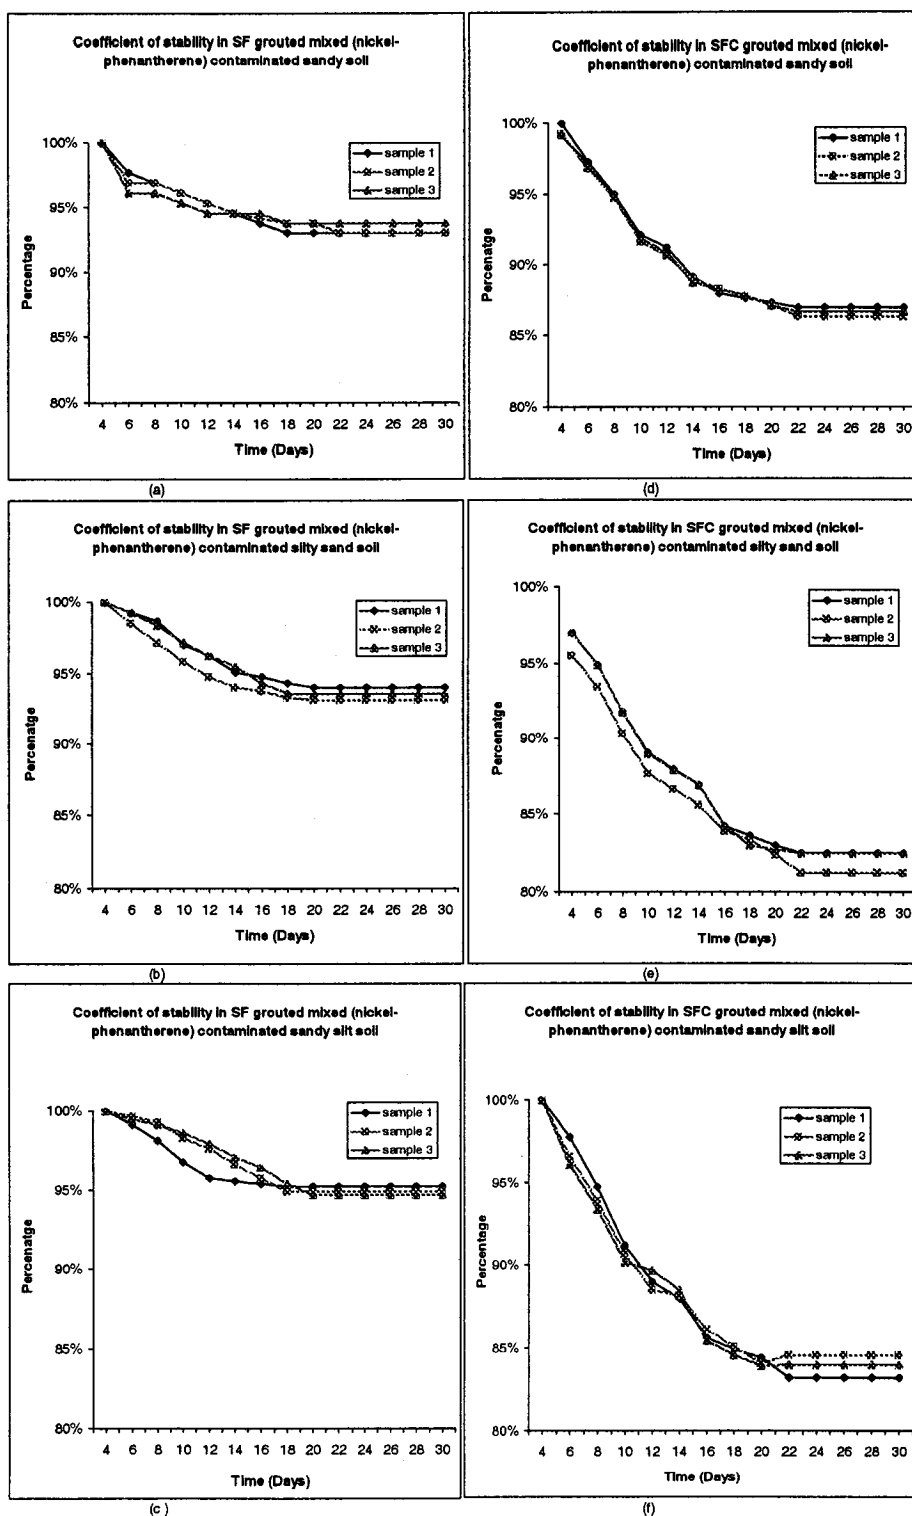 Coefficient of stability in SF grouted mixed (nickel-
phenantherene) contaminated sandy soil
100%
95%
90%
85%
80%
Percentage
sample 1
sample 2
sample 3
4 6 8 10 12 14 16 18 20 22 24 26 28 30
Time (Days)
(a)
Coefficient of stability in SFC grouted mixed (nickel-
phenantherene) contaminated sandy soil
100%
95%
90%
85%
80%
Percenatge
sample 1
sample 2
sample 3
4 6 8 10 12 14 16 18 20 22 24 26 28 30
Time (Days)
(d)
Coefficient of stability in SF grouted mixed (nickel-
phenantherene) contaminated silty sand soil
100%
95%
90%
85%
80%
Percenatge
sample 1
sample 2
sample 3
4 6 8 10 12 14 16 18 20 22 24 26 28 30
Time (Days)
(b)
Coefficient of stability in SFC grouted mixed (nickel-
phenantherene) contaminated silty sand soil
100%
95%
90%
85%
80%
Percenatge
sample 1
sample 2
sample 3
4 6 8 10 12 14 16 18 20 22 24 26 28 30
Time (Days)
(e)
Coefficient of stability in SF grouted mixed (nickel-
phenantherene) contaminated sandy silt soil
100%
95%
90%
85%
80%
Percenatge
sample 1
sample 2
sample 3
4 6 8 10 12 14 16 18 20 22 24 26 28 30
Time (Days)
(c)
Coefficient of stability in SFC grouted mixed (nickel-
phenantherene) contaminated sandy silt soil
100%
95%
90%
85%
80%
Percenatge
sample 1
sample 2
sample 3
4 6 8 10 12 14 16 18 20 22 24 26 28 30
Time (Days)
(f)